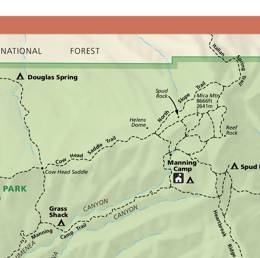 NATIONAL FOREST
Italian Spring Trail
Douglas Spring
Spud
Rock
North Slope Trail
Mica Mtn
8666ft
2641m
Helens
Dome
Reef
Rock
Cow Head Saddle Trail
Cow Head Saddle
Manning
Camp
Spud
PARK
Grass
Shack
CANYON
CANYON
Manning Camp Trail
Heartbreak Ridge